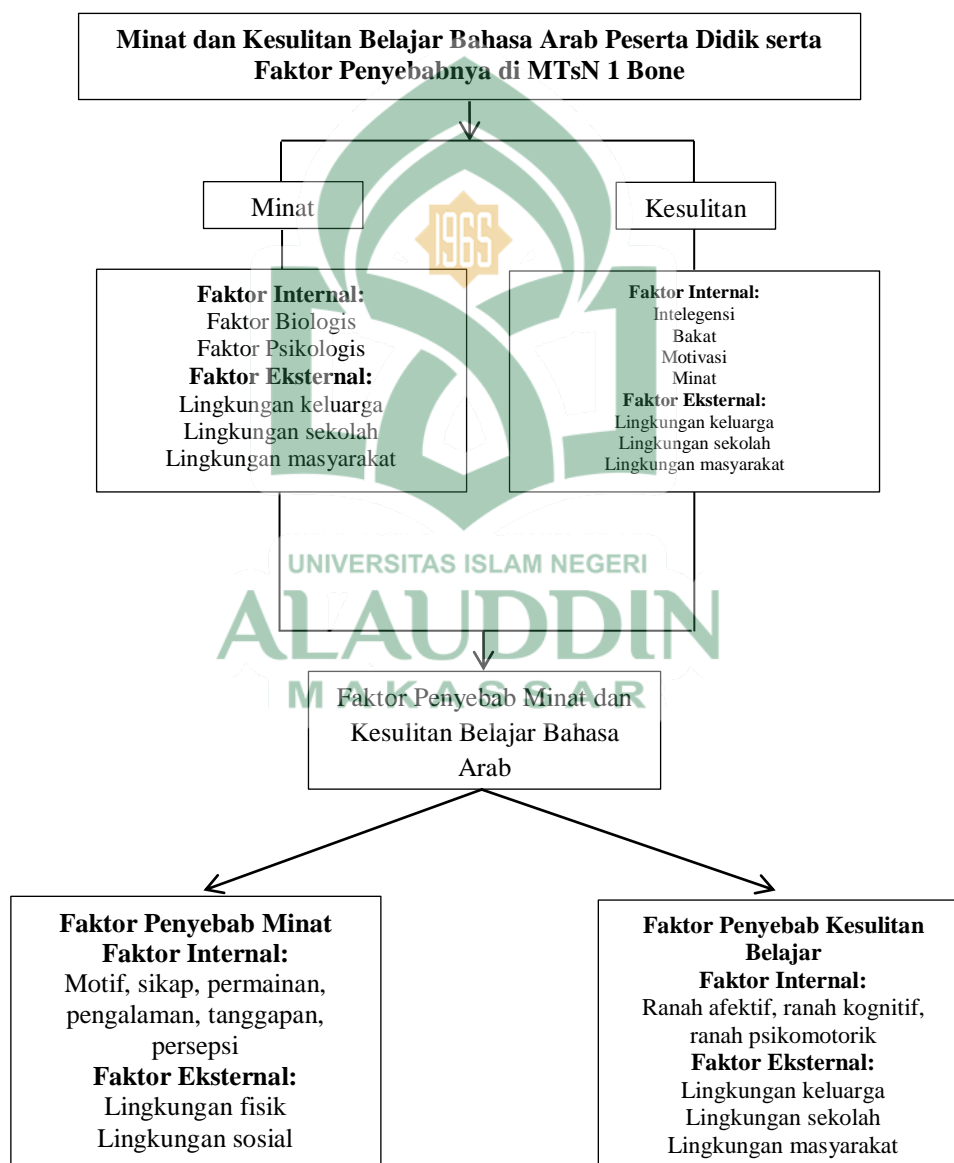 Minat dan Kesulitan Belajar Bahasa Arab Peserta Didik serta
Faktor Penyebabnya di MTsN 1 Bone
Minat
Kesulitan
1965
Faktor Internal:
Faktor Biologis
Faktor Psikologis
Faktor Eksternal:
Lingkungan keluarga
Lingkungan sekolah
Lingkungan masyarakat
Faktor Internal:
Intelegensi
Bakat
Motivasi
Minat
Faktor Eksternal:
Lingkungan keluarga
Lingkungan sekolah
Lingkungan masyarakat
UNIVERSITAS ISLAM NEGERI
ALAUDDIN
MAKASSAR
Faktor Penyebab Minat dan
Kesulitan Belajar Bahasa
Arab
Faktor Penyebab Minat
Faktor Internal:
Motif, sikap, permainan,
pengalaman, tanggapan,
persepsi
Faktor Eksternal:
Lingkungan fisik
Lingkungan sosial
Faktor Penyebab Kesulitan
Belajar
Faktor Internal:
Ranah afektif, ranah kognitif,
ranah psikomotorik
Faktor Eksternal:
Lingkungan keluarga
Lingkungan sekolah
Lingkungan masyarakat